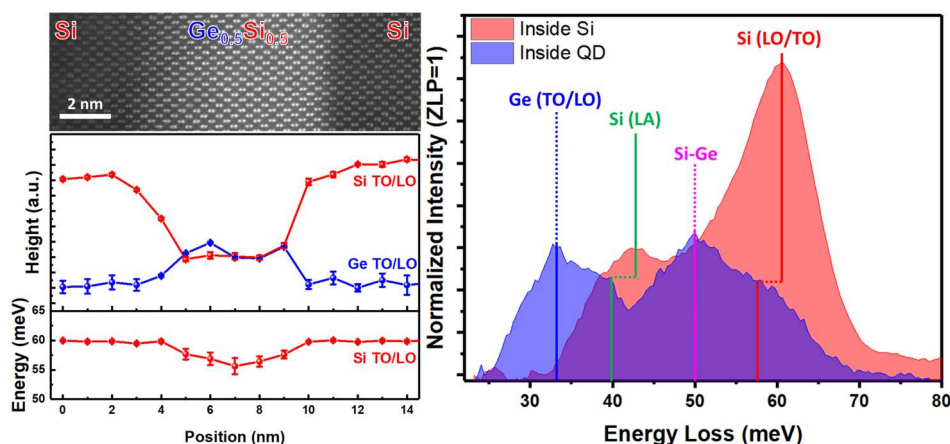 Si
Ge0.5Si0.5
Si
2 nm
Height (a.u.)
Si TO/LO
Ge TO/LO
Energy (meV)
65
60
55
50
Si TO/LO
0 2 4 6 8 10 12 14
Position (nm)
Normalized Intensity (ZLP=1)
Inside Si
Inside QD
Si (LO/TO)
Ge (TO/LO)
Si (LA)
Si-Ge
30 40 50 60 70 80
Energy Loss (meV)